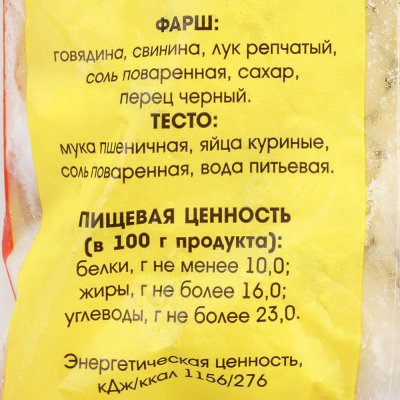 ФАРШ:
говядина, свинина, лук репчатый,
соль поваренная, сахар,
перец черный.
ТЕСТО:
мука пшеничная, яйца куриные,
соль поваренная, вода питьевая.
ПИЩЕВАЯ ЦЕННОСТЬ
(в 100 г продукта):
белки, г не менее 10,0;
жиры, г не более 16,0;
углеводы, г не более 23,0.
Энергетическая ценность,
кДж/ккал 1156/276